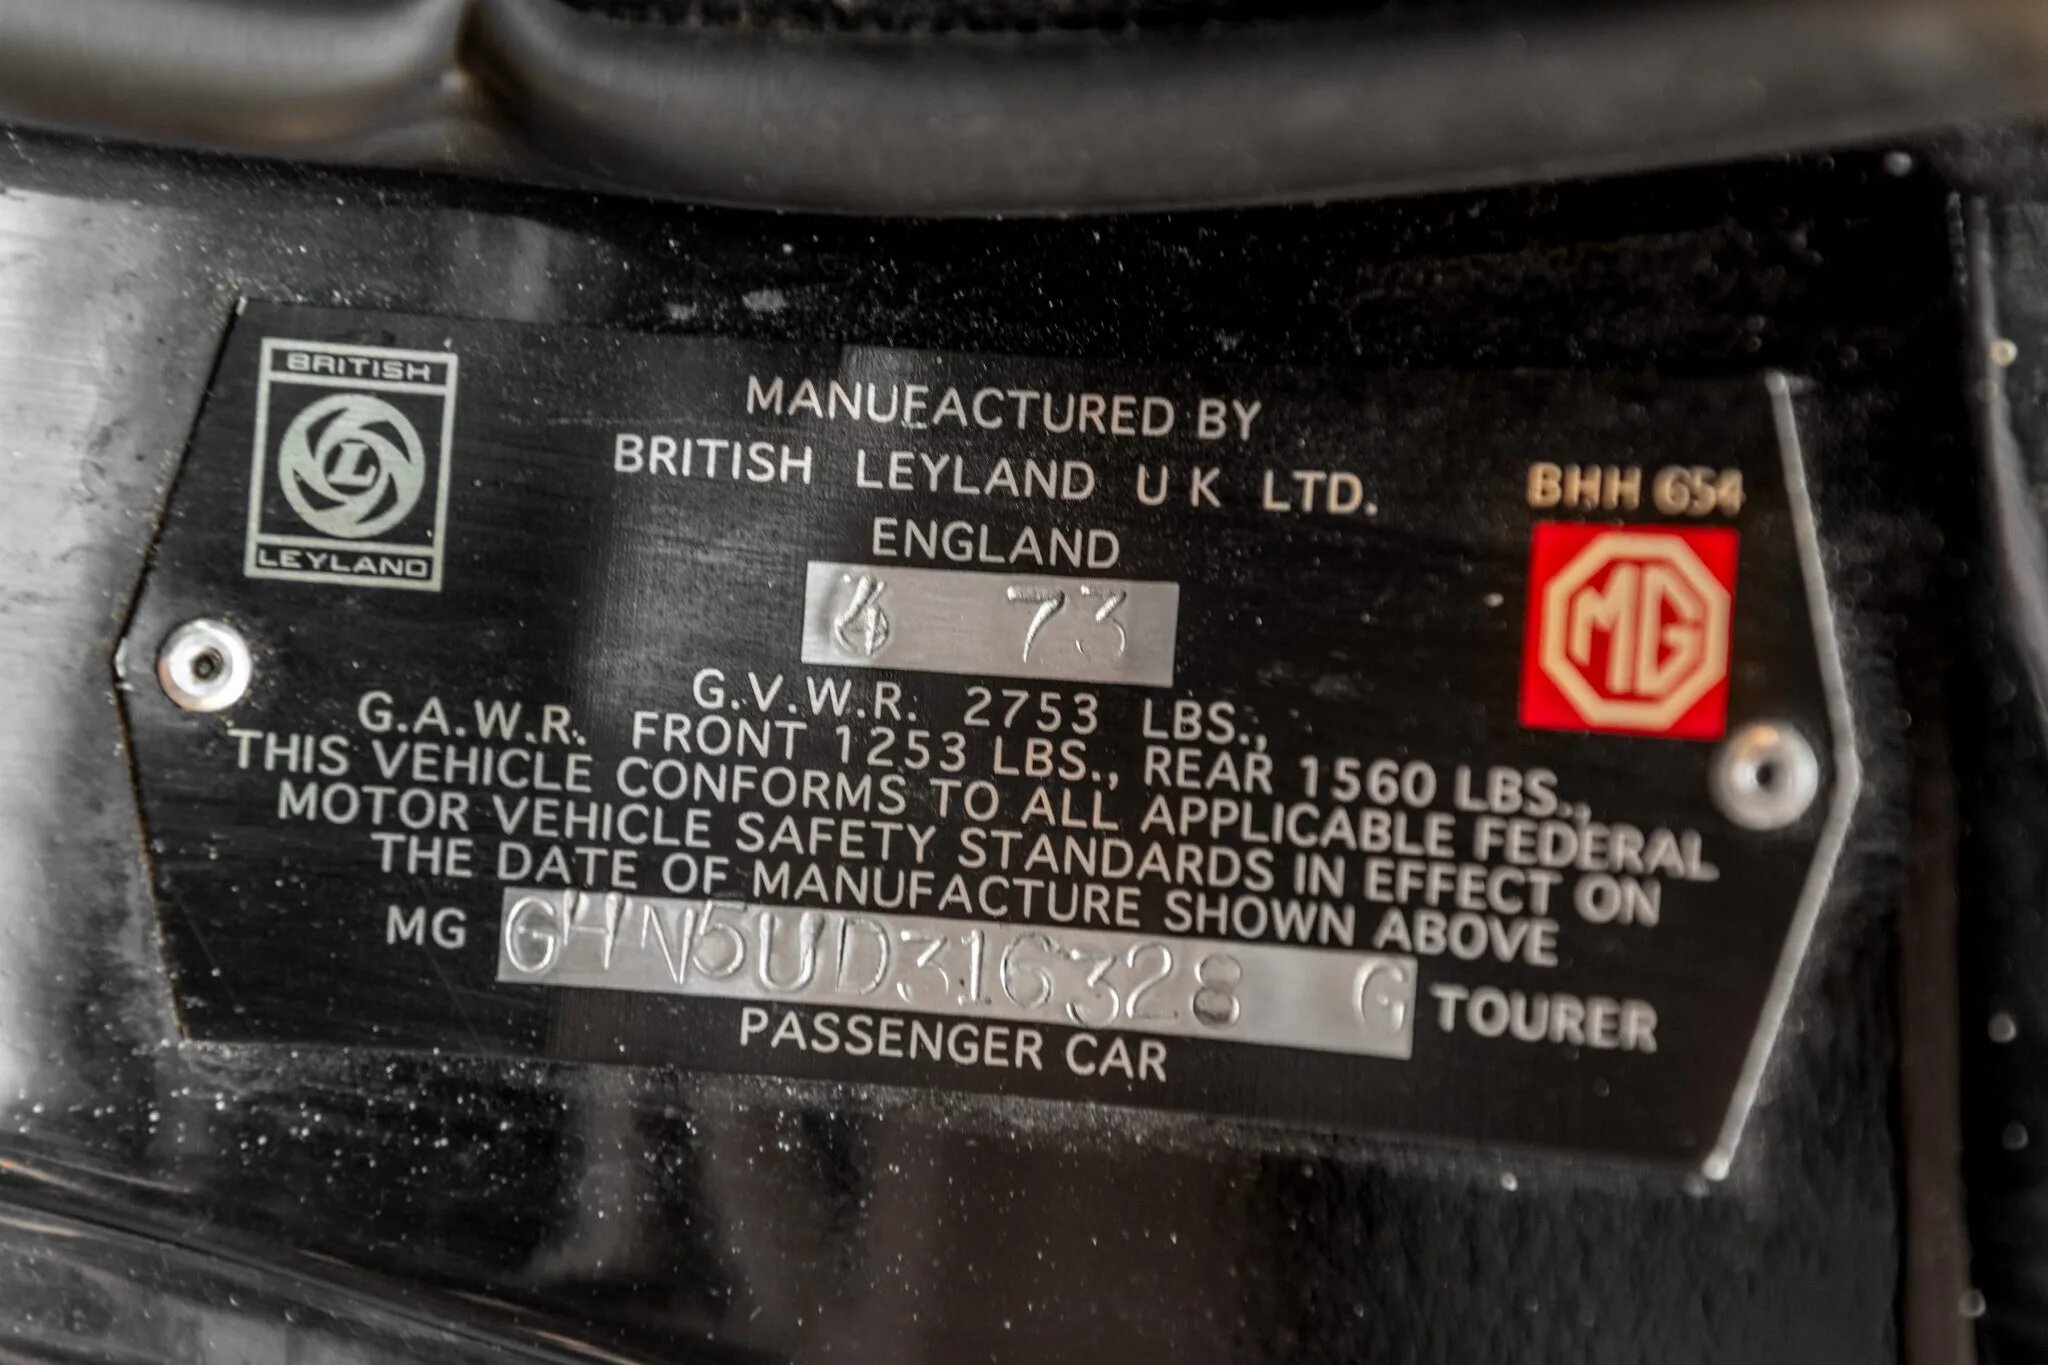 BRITISH
L
LEYLAND
MANUFACTURED BY
BRITISH LEYLAND UK LTD.
ENGLAND
BHH 654
MG
73
G.V.W.R. 2753 LBS.,
G.A.W.R. FRONT 1253 LBS., REAR 1560 LBS.,
THIS VEHICLE CONFORMS TO ALL APPLICABLE FEDERAL
MOTOR VEHICLE SAFETY STANDARDS IN EFFECT ON
THE DATE OF MANUFACTURE SHOWN ABOVE
MG GHN5UD316328 G TOURER
PASSENGER CAR